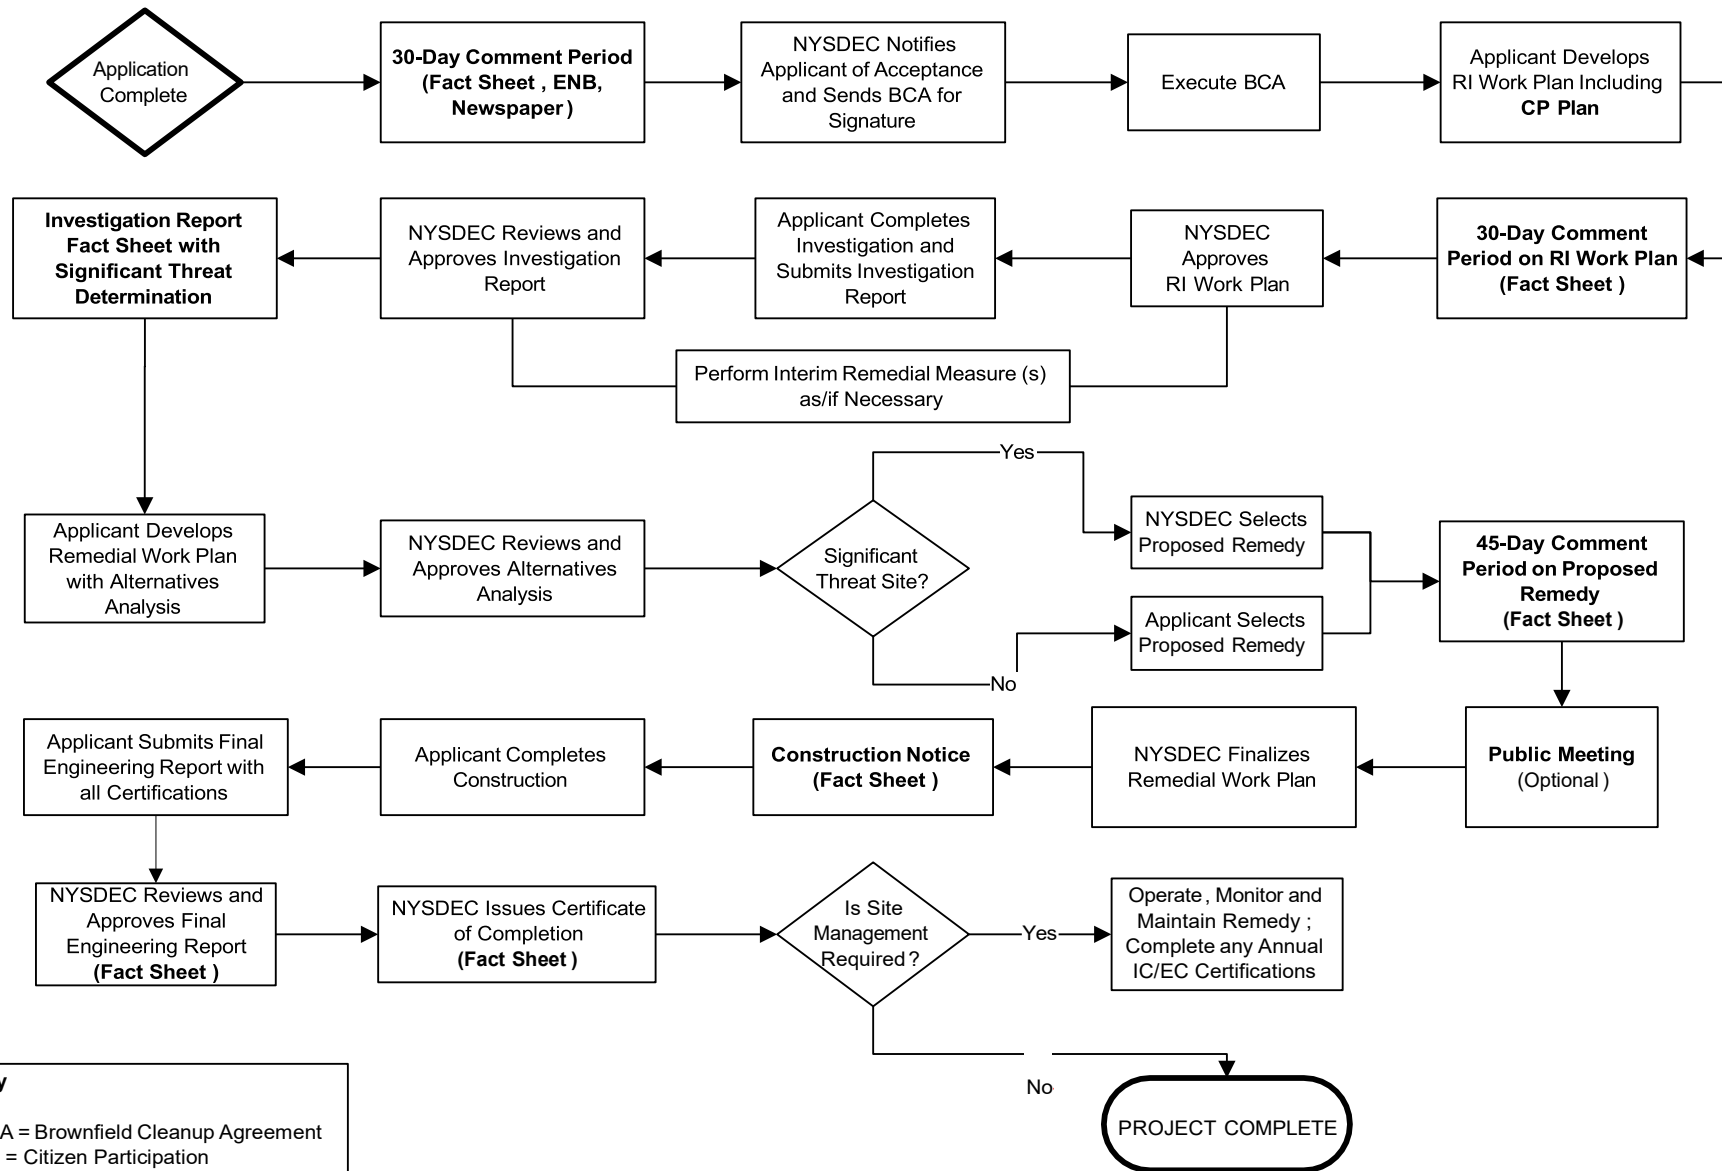 Application
Complete
30-Day Comment Period
(Fact Sheet , ENB,
Newspaper )
NYSDEC Notifies
Applicant of Acceptance
and Sends BCA for
Signature
Execute BCA
Applicant Develops
RI Work Plan Including
CP Plan
Investigation Report
Fact Sheet with
Significant Threat
Determination
NYSDEC Reviews and
Approves Investigation
Report
Applicant Completes
Investigation and
Submits Investigation
Report
NYSDEC
Approves
RI Work Plan
30-Day Comment
Period on RI Work Plan
(Fact Sheet )
Perform Interim Remedial Measure (s)
as/if Necessary
Yes
Applicant Develops
Remedial Work Plan
with Alternatives
Analysis
NYSDEC Reviews and
Approves Alternatives
Analysis
Significant
Threat Site?
NYSDEC Selects
Proposed Remedy
Applicant Selects
Proposed Remedy
45-Day Comment
Period on Proposed
Remedy
(Fact Sheet )
No
Applicant Submits Final
Engineering Report with
all Certifications
Applicant Completes
Construction
Construction Notice
(Fact Sheet )
NYSDEC Finalizes
Remedial Work Plan
Public Meeting
(Optional )
NYSDEC Reviews and
Approves Final
Engineering Report
(Fact Sheet )
NYSDEC Issues Certificate
of Completion
(Fact Sheet )
Is Site
Management
Required ?
Yes
Operate , Monitor and
Maintain Remedy ;
Complete any Annual
IC/EC Certifications
No
PROJECT COMPLETE
y
A = Brownfield Cleanup Agreement
= Citizen Participation